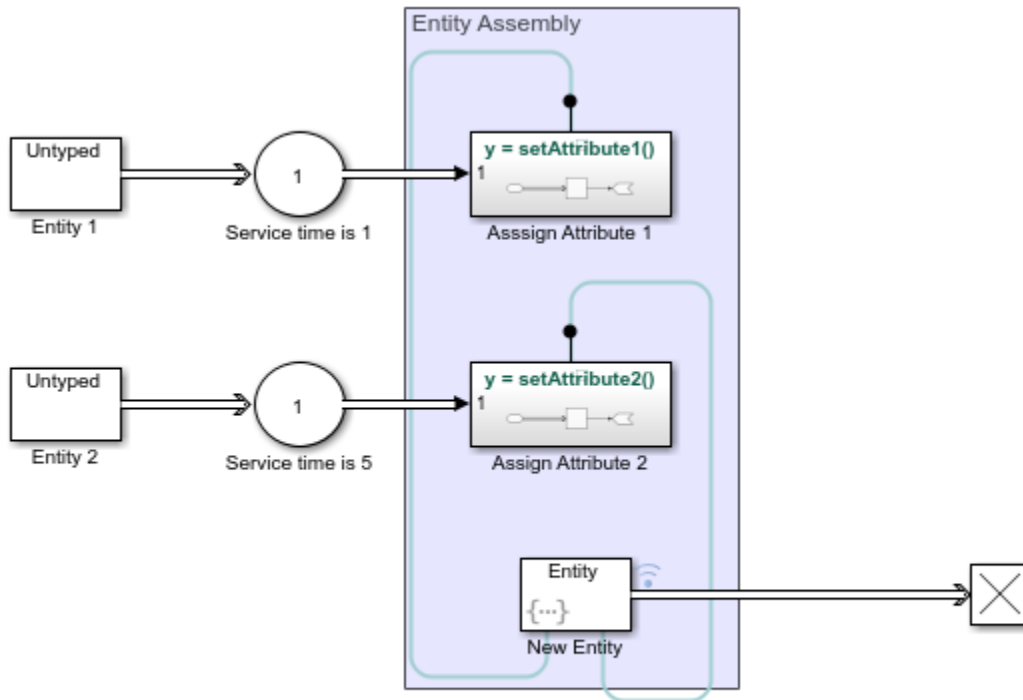 Entity Assembly
Untyped
Entity 1
1
Service time is 1
y = setAttribute1()
1
Asssign Attribute 1
Untyped
Entity 2
1
Service time is 5
y = setAttribute2()
1
Assign Attribute 2
Entity
{...}
New Entity